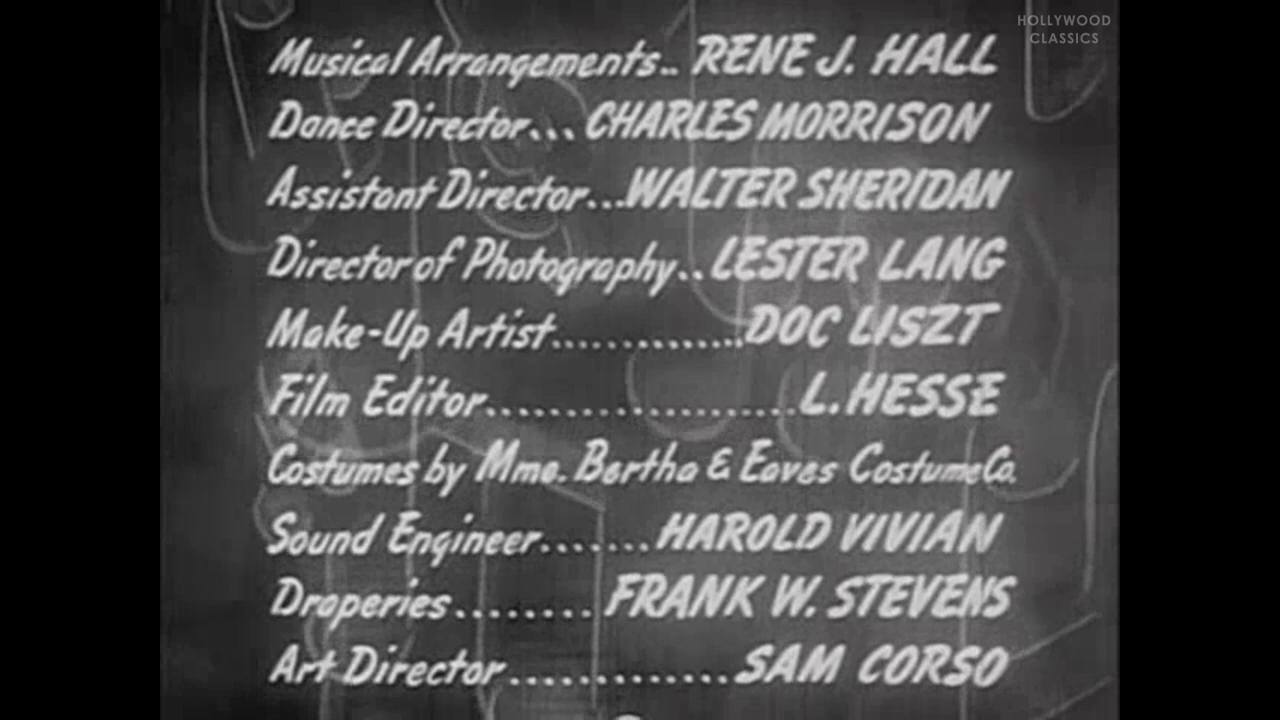 HOLLYWOOD
CLASSICS
Musical Arrangements.. RENE J. HALL
Dance Director... CHARLES MORRISON
Assistant Director...WALTER SHERIDAN
Director of Photography..LESTER LANG
Make-Up Artist..............DOC LISZT
Film Editor.......................L. HESSE
Costumes by Mme. Bertha & Eaves Costume Co.
Sound Engineer.......HAROLD VIVIAN
Draperies........ FRANK W. STEVENS
Art Director..............SAM CORSO